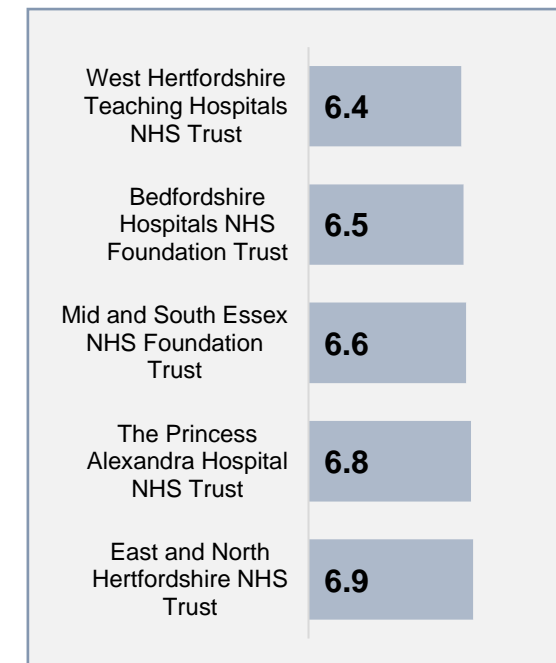 West Hertfordshire
Teaching Hospitals
NHS Trust
6.4
Bedfordshire
Hospitals NHS
Foundation Trust
6.5
Mid and South Essex
NHS Foundation
Trust
6.6
The Princess
Alexandra Hospital
NHS Trust
6.8
East and North
Hertfordshire NHS
Trust
6.9